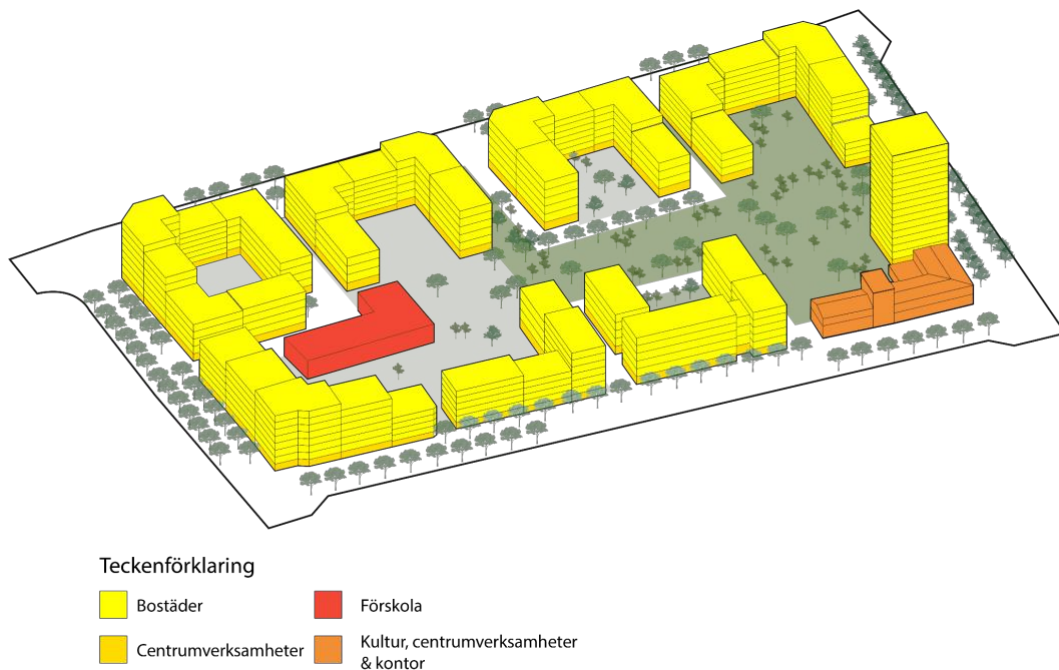 Teckenförklaring
Bostäder
Förskola
Centrumverksamheter
Kultur, centrumverksamheter
& kontor